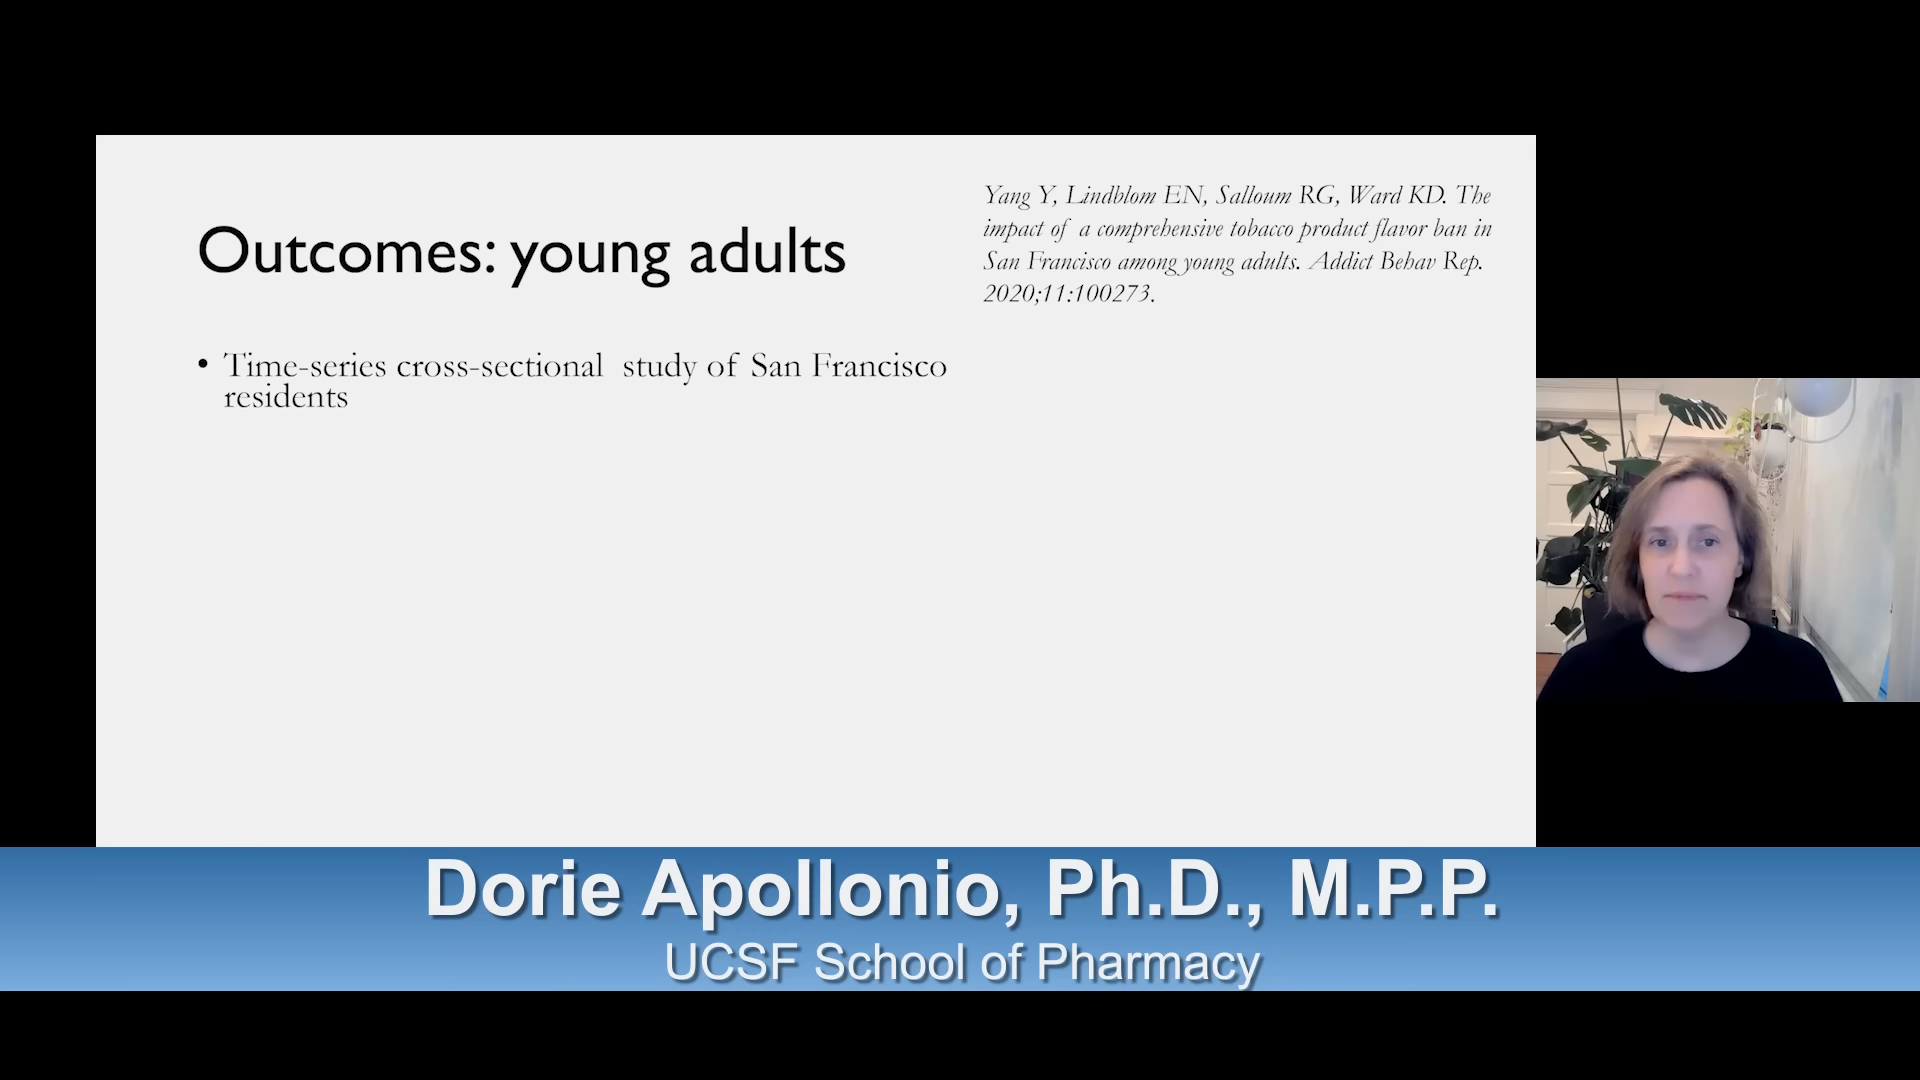 Outcomes: young adults
Yang Y, Lindblom EN, Salloum RG, Ward KD. The
impact of a comprehensive tobacco product flavor ban in
San Francisco among young adults. Addict Behav Rep.
2020;11:100273.
• Time-series cross-sectional study of San Francisco
residents
Dorie Apollonio, Ph.D., M.P.P.
UCSF School of Pharmacy